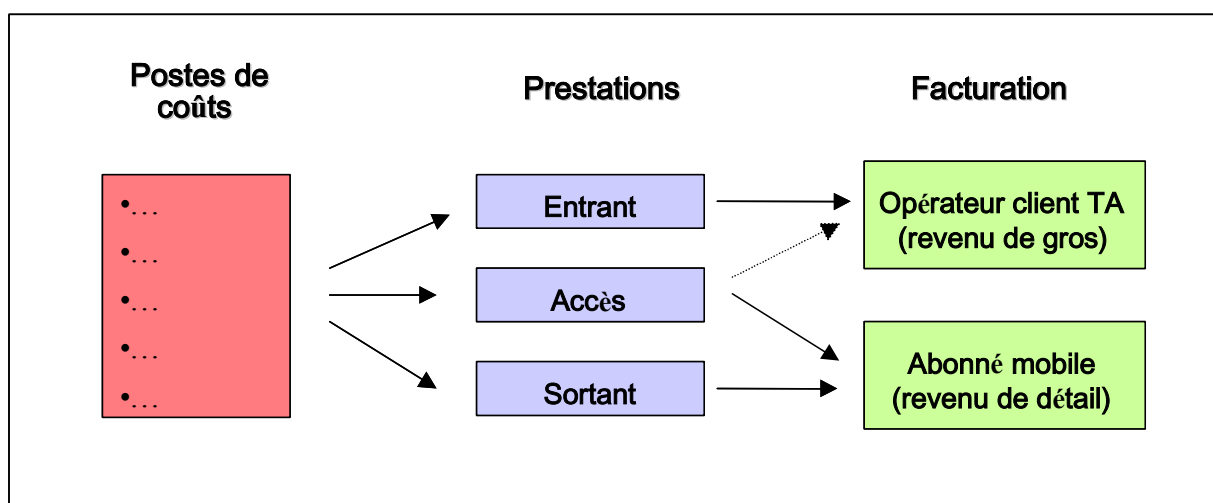 Postes de
coûts
Prestations
Facturation
•...
•...
•...
•...
•...
Entrant
Accès
Sortant
Opérateur client TA
(revenu de gros)
Abonné mobile
(revenu de détail)